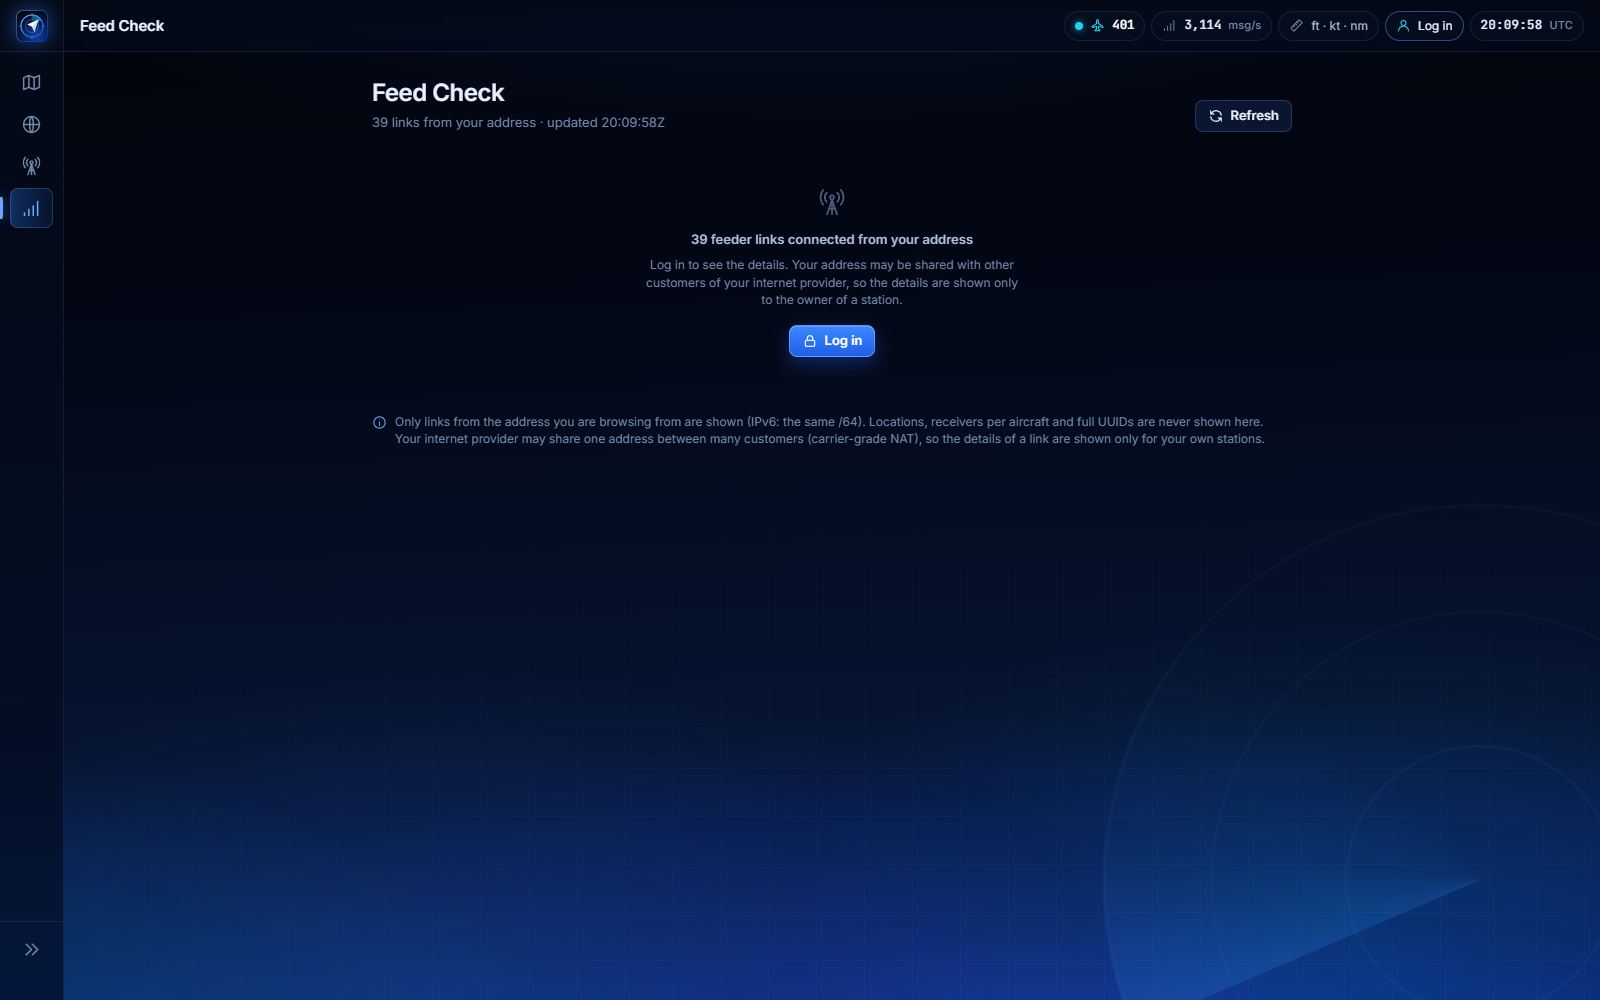 Feed Check
401
3,114 msg/s
ft · kt · nm
Log in
20:09:58 UTC
Feed Check
39 links from your address · updated 20:09:58Z
Refresh
39 feeder links connected from your address
Log in to see the details. Your address may be shared with other
customers of your internet provider, so the details are shown only
to the owner of a station.
Log in
Only links from the address you are browsing from are shown (IPv6: the same /64). Locations, receivers per aircraft and full UUIDs are never shown here.
Your internet provider may share one address between many customers (carrier-grade NAT), so the details of a link are shown only for your own stations.